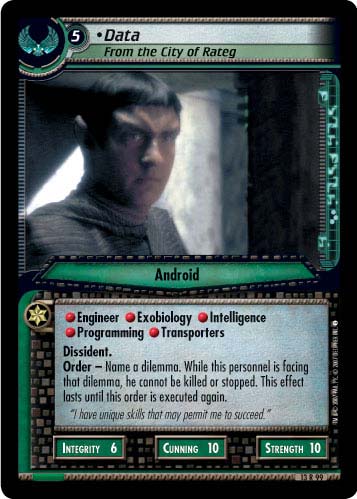 5 •Data
From the City of Rateg
Android
Engineer Exobiology Intelligence
Programming Transporters
Dissident.
Order – Name a dilemma. While this personnel is facing
that dilemma, he cannot be killed or stopped. This effect
lasts until this order is executed again.
"I have unique skills that may permit me to succeed."
INTEGRITY 6 CUNNING 10 STRENGTH 10
13 R 99